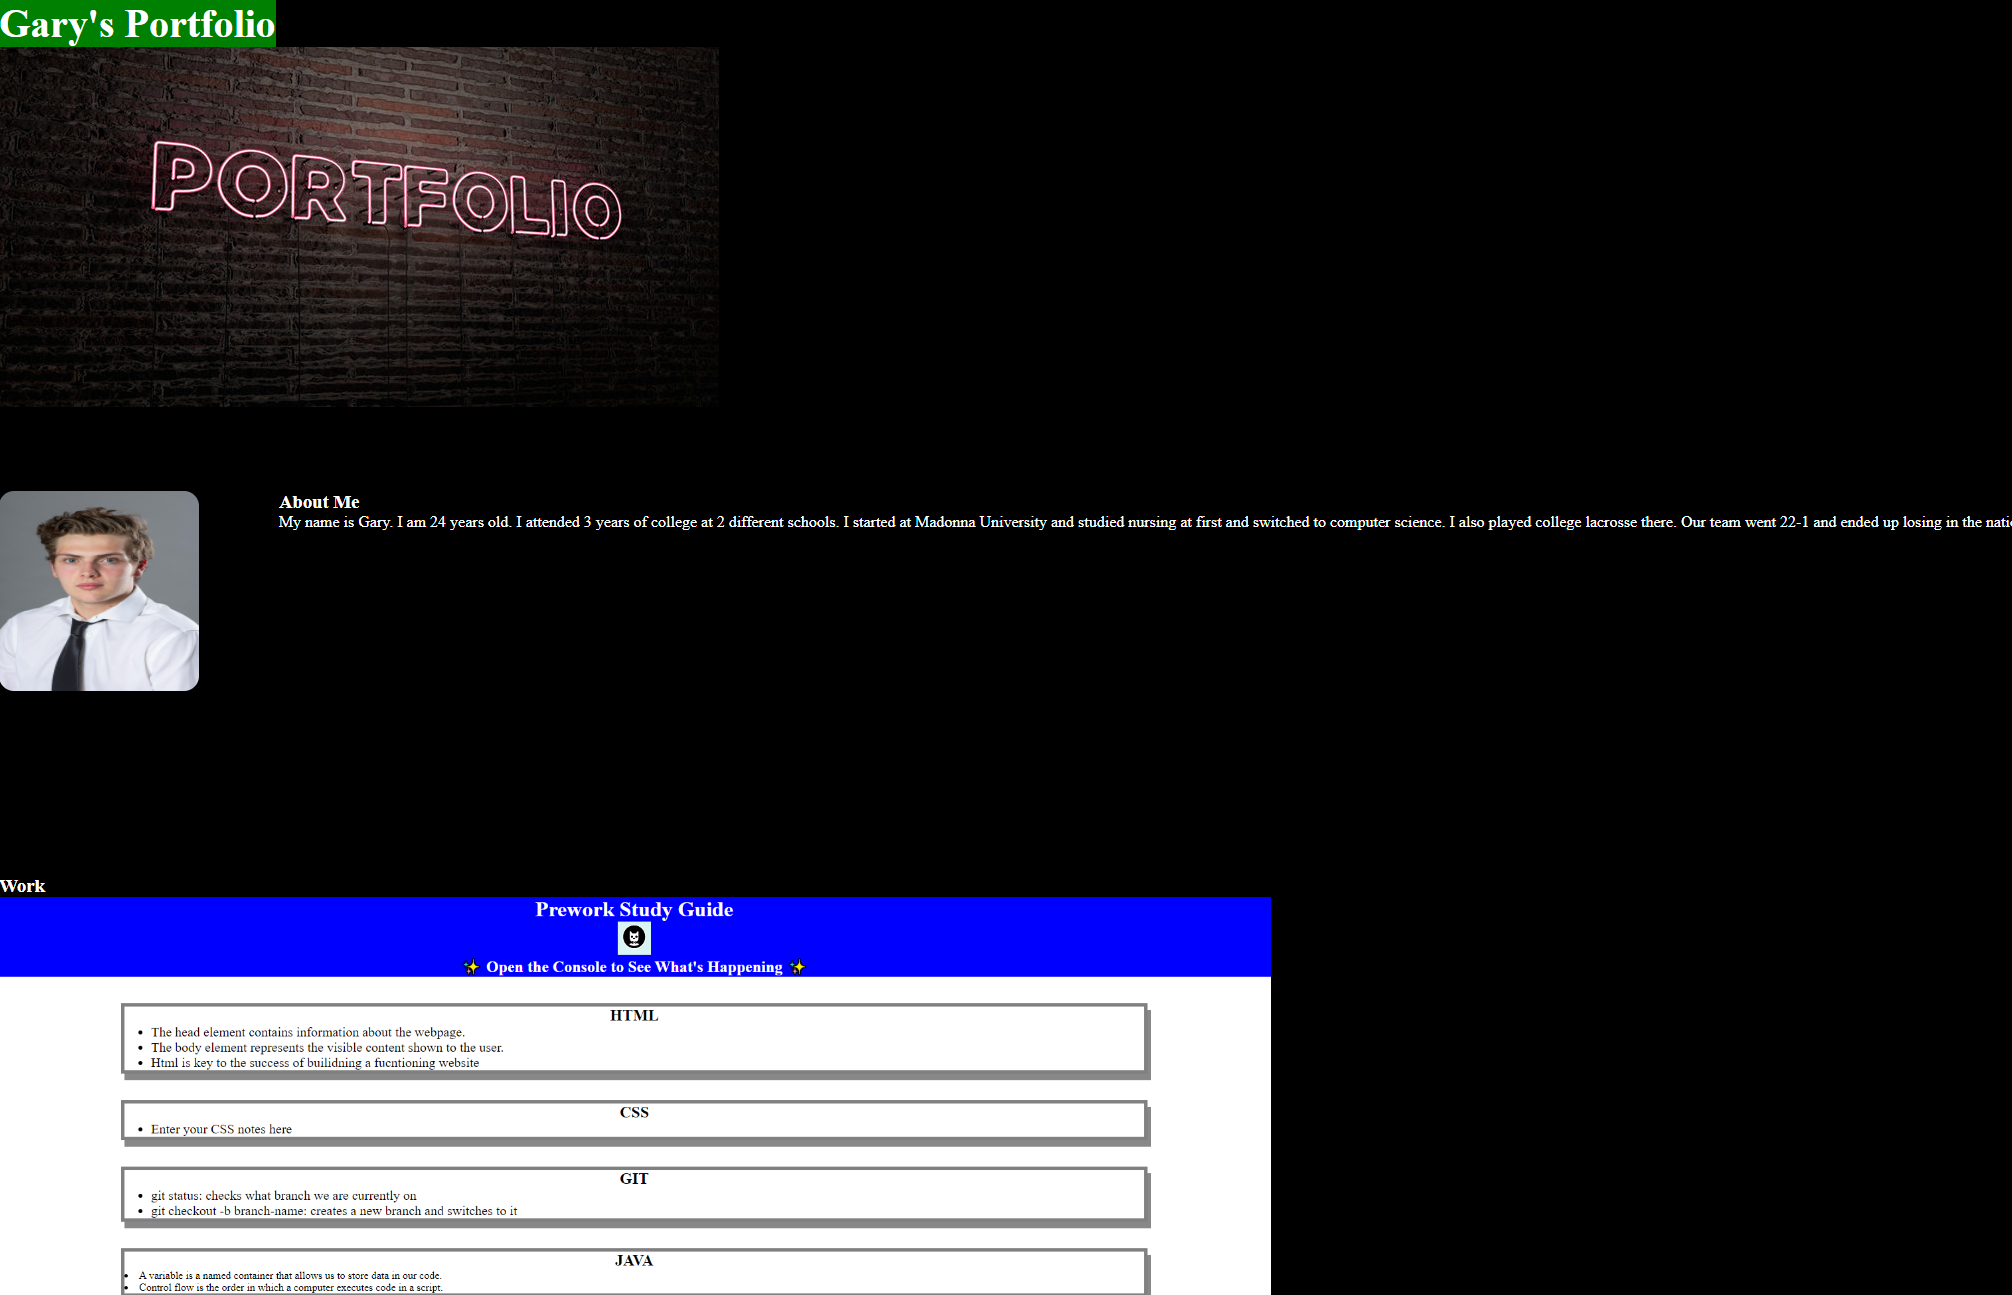 Gary's Portfolio
PORTFOLIO
About Me
My name is Gary. I am 24 years old. I attended 3 years of college at 2 different schools. I started at Madonna University and studied nursing at first and switched to computer science. I also played college lacrosse there. Our team went 22-1 and ended up losing in the nati
Work
Prework Study Guide
✨ Open the Console to See What's Happening ✨
HTML
• The head element contains information about the webpage.
• The body element represents the visible content shown to the user.
• Html is key to the success of builidning a fucntioning website
CSS
• Enter your CSS notes here
GIT
• git status: checks what branch we are currently on
• git checkout -b branch-name: creates a new branch and switches to it
JAVA
• A variable is a named container that allows us to store data in our code.
• Control flow is the order in which a computer executes code in a script.